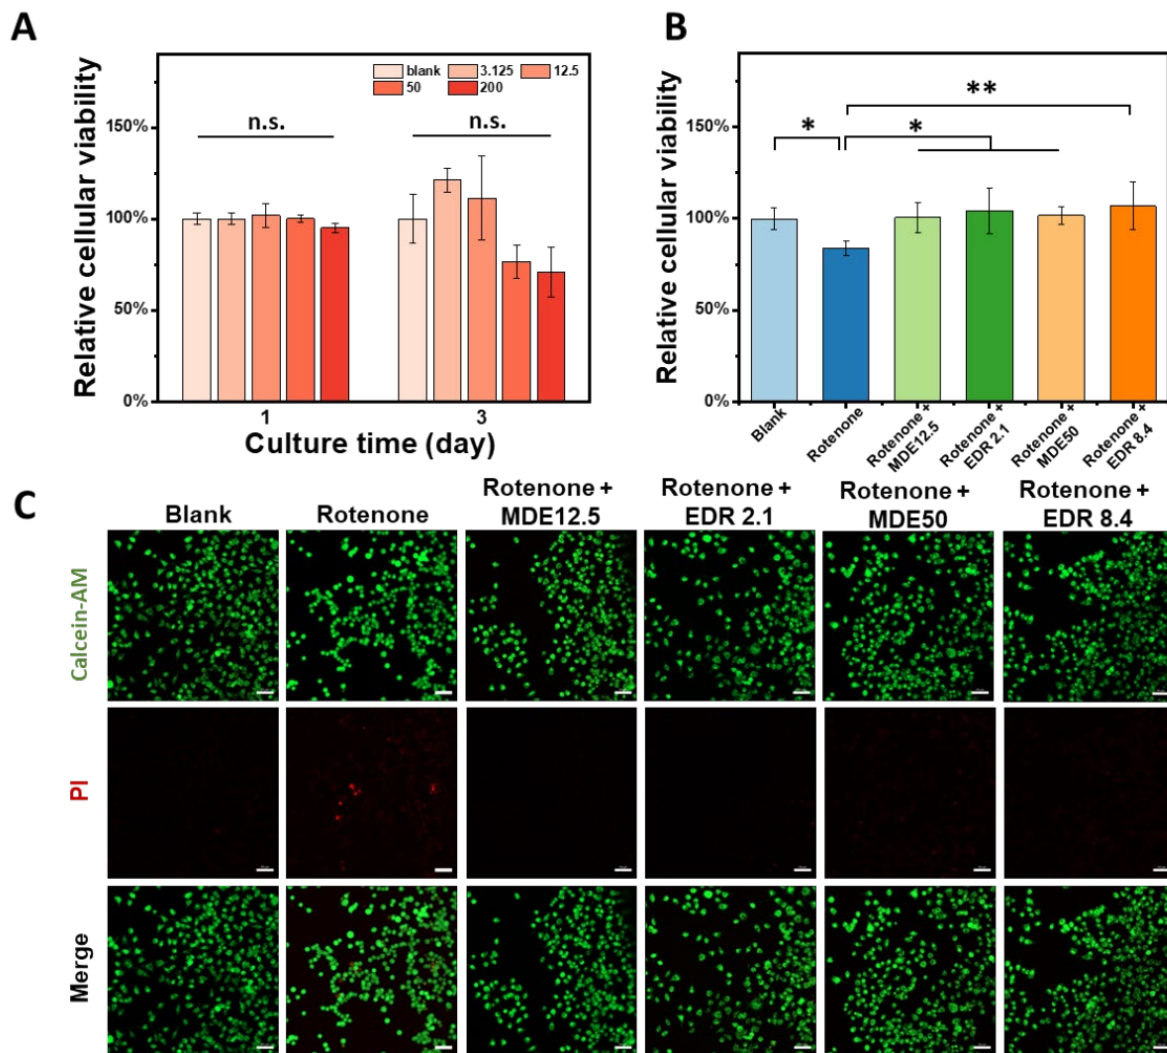 A
Relative cellular viability
150%
100%
50%
0%
blank 3.125 12.5
50 200
n.s. n.s.
1 3
Culture time (day)
B
Relative cellular viability
150%
100%
50%
0%
* * **
Blank
Rotenone
Rotenone+
MDE12.5
Rotenone+
EDR 2.1
Rotenone+
MDE50
Rotenone+
EDR 8.4
C
Blank
Rotenone
Rotenone +
MDE12.5
Rotenone +
EDR 2.1
Rotenone +
MDE50
Rotenone +
EDR 8.4
Calcein-AM
PI
Merge